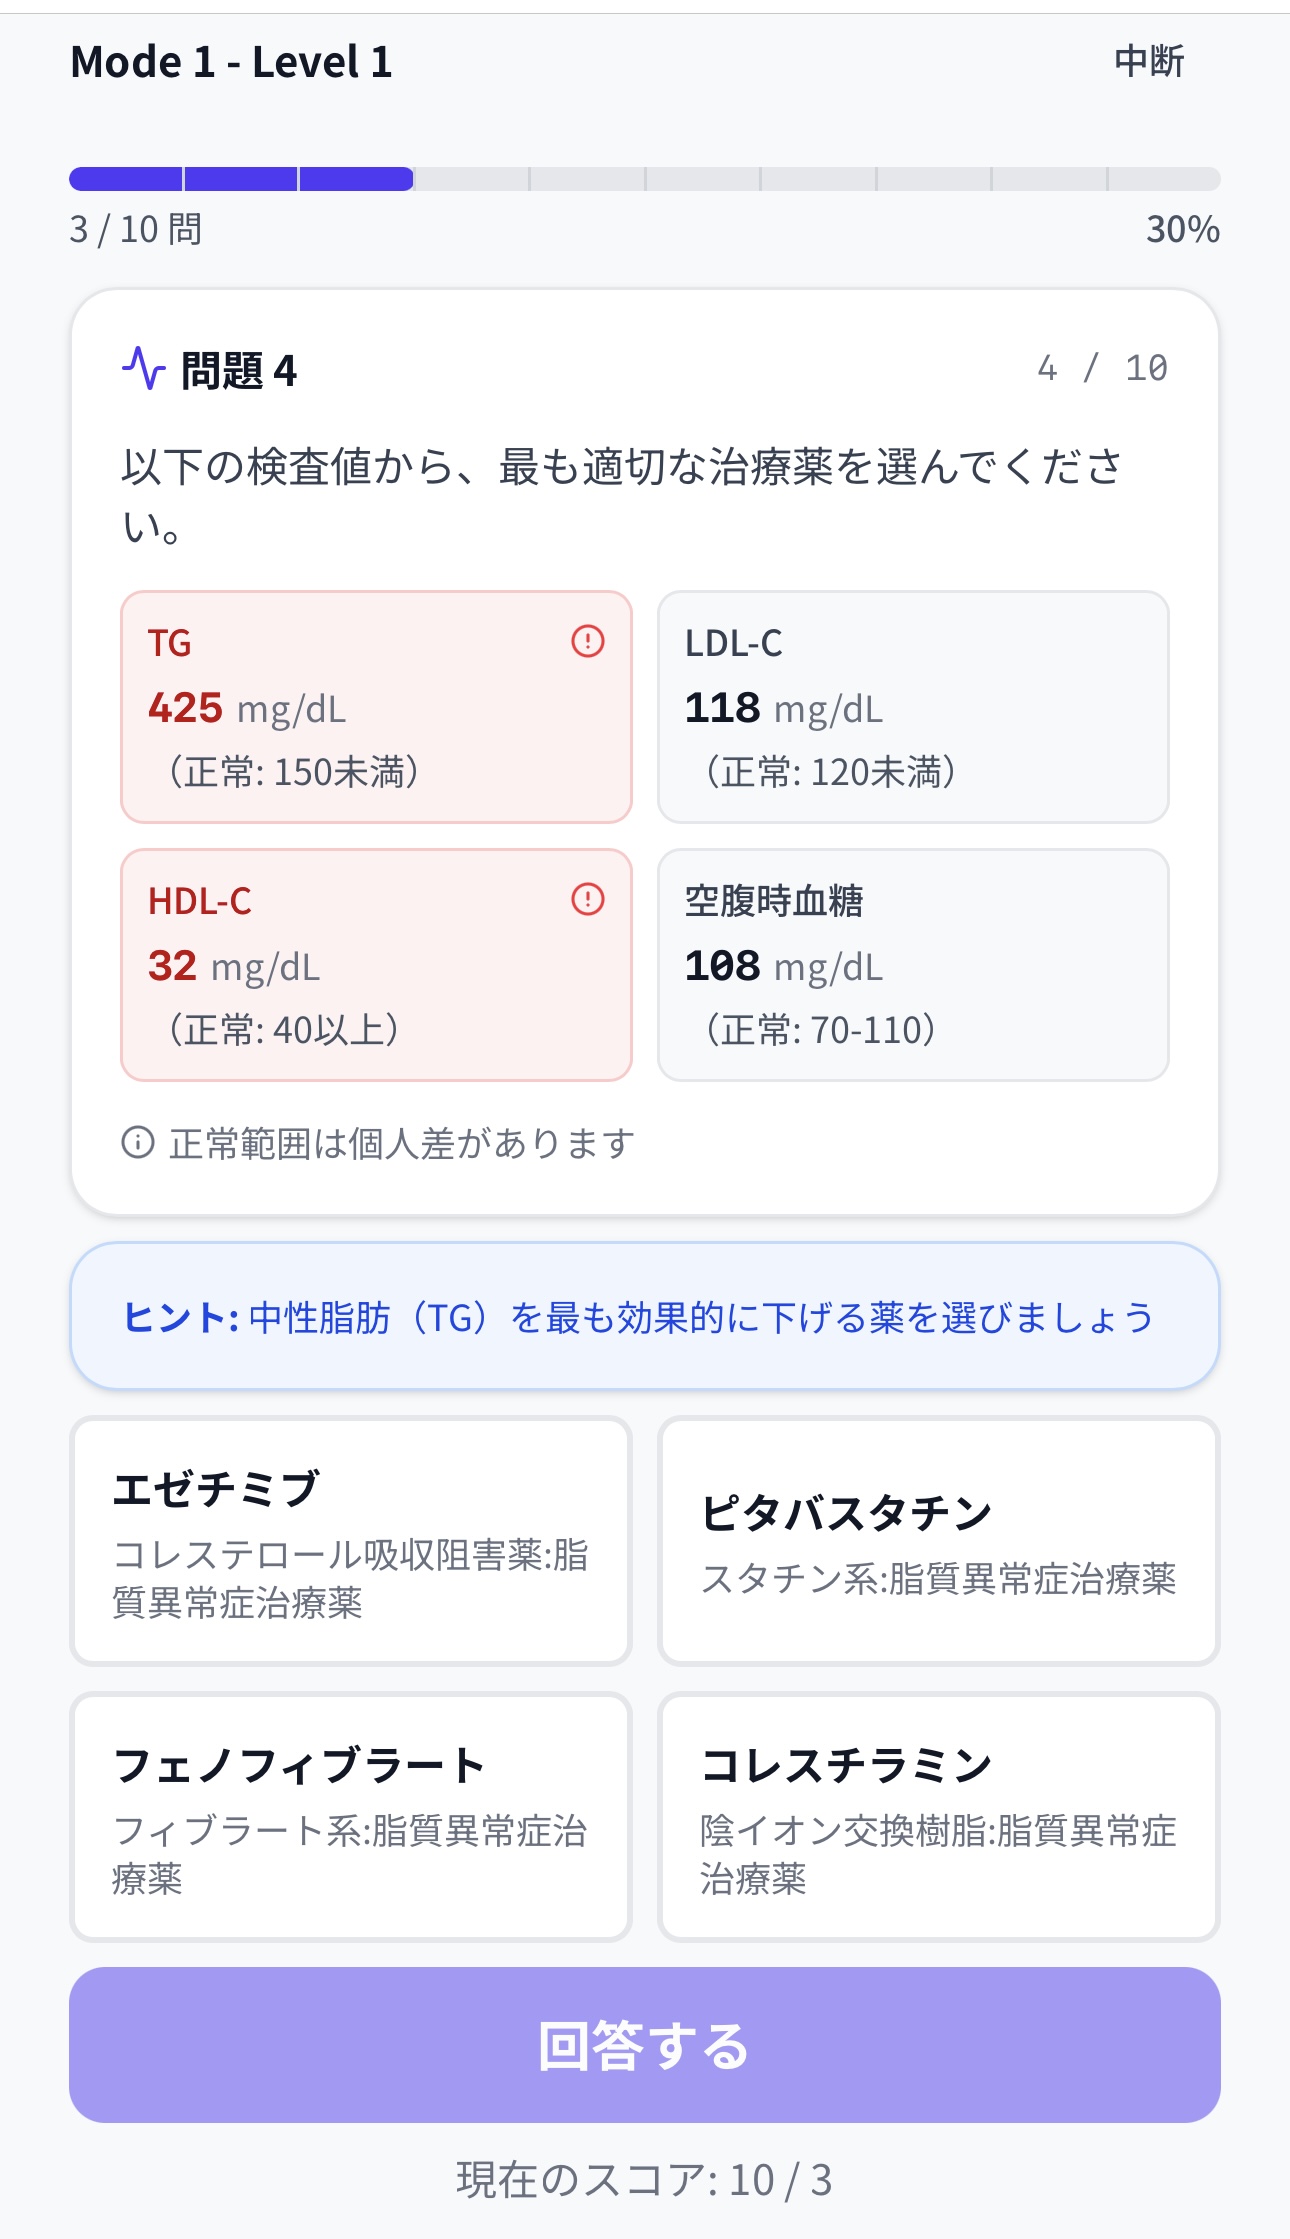 Mode 1 - Level 1
中断
3 / 10 問
30%
問題 4
4 / 10
以下の検査値から、最も適切な治療薬を選んでくださ
い。
TG
425 mg/dL
（正常: 150未満）
LDL-C
118 mg/dL
（正常: 120未満）
HDL-C
32 mg/dL
（正常: 40以上）
空腹時血糖
108 mg/dL
（正常: 70-110）
正常範囲は個人差があります
ヒント: 中性脂肪（TG）を最も効果的に下げる薬を選びましょう
エゼチミブ
コレステロール吸収阻害薬:脂
質異常症治療薬
ピタバスタチン
スタチン系:脂質異常症治療薬
フェノフィブラート
フィブラート系:脂質異常症治
療薬
コレスチラミン
陰イオン交換樹脂:脂質異常症
治療薬
回答する
現在のスコア: 10 / 3